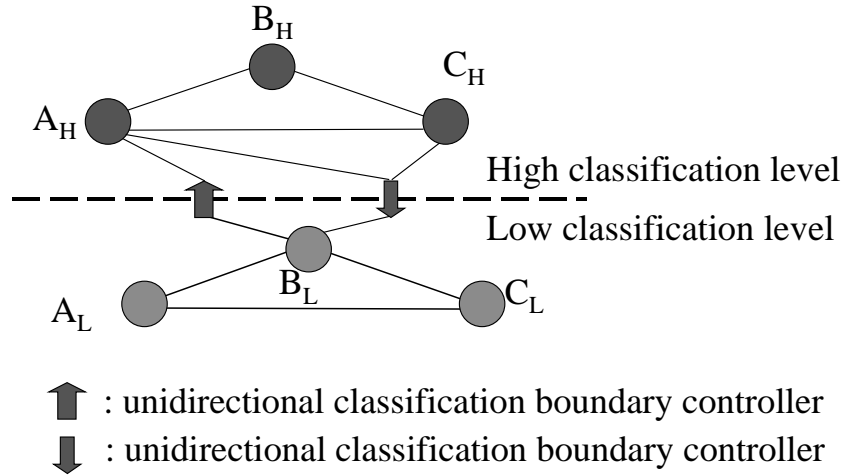 B_H
C_H
A_H
High classification level
Low classification level
B_L
C_L
A_L
: unidirectional classification boundary controller
: unidirectional classification boundary controller